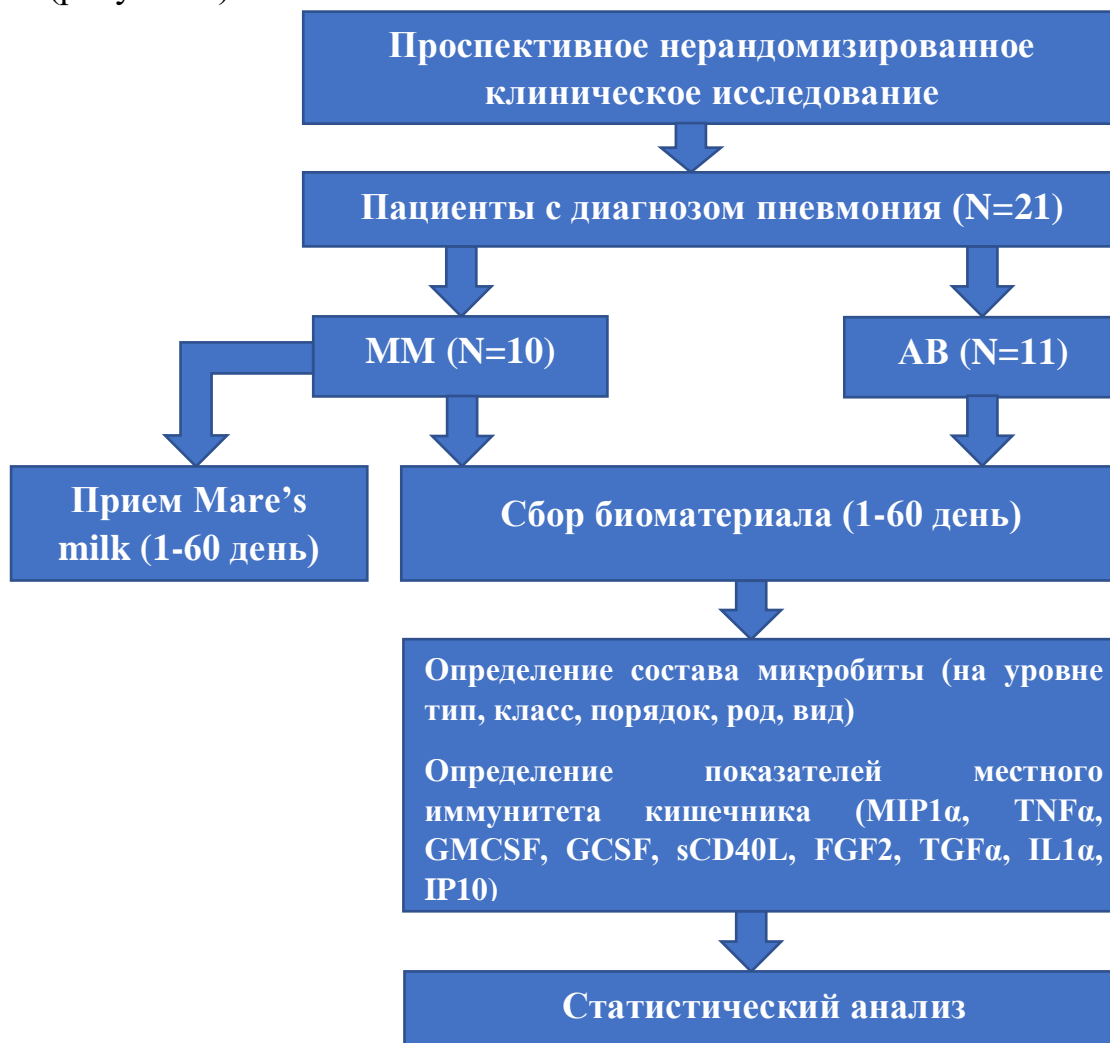 Проспективное нерандомизированное
клиническое исследование
Пациенты с диагнозом пневмония (N=21)
ММ (N=10)
АВ (N=11)
Прием Mare’s
milk (1-60 день)
Сбор биоматериала (1-60 день)
Определение состава микробиты (на уровне
тип, класс, порядок, род, вид)
Определение показателей местного
иммунитета кишечника (MIP1α, TNFα,
GMCSF, GCSF, sCD40L, FGF2, TGFα, IL1α,
IP10)
Статистический анализ